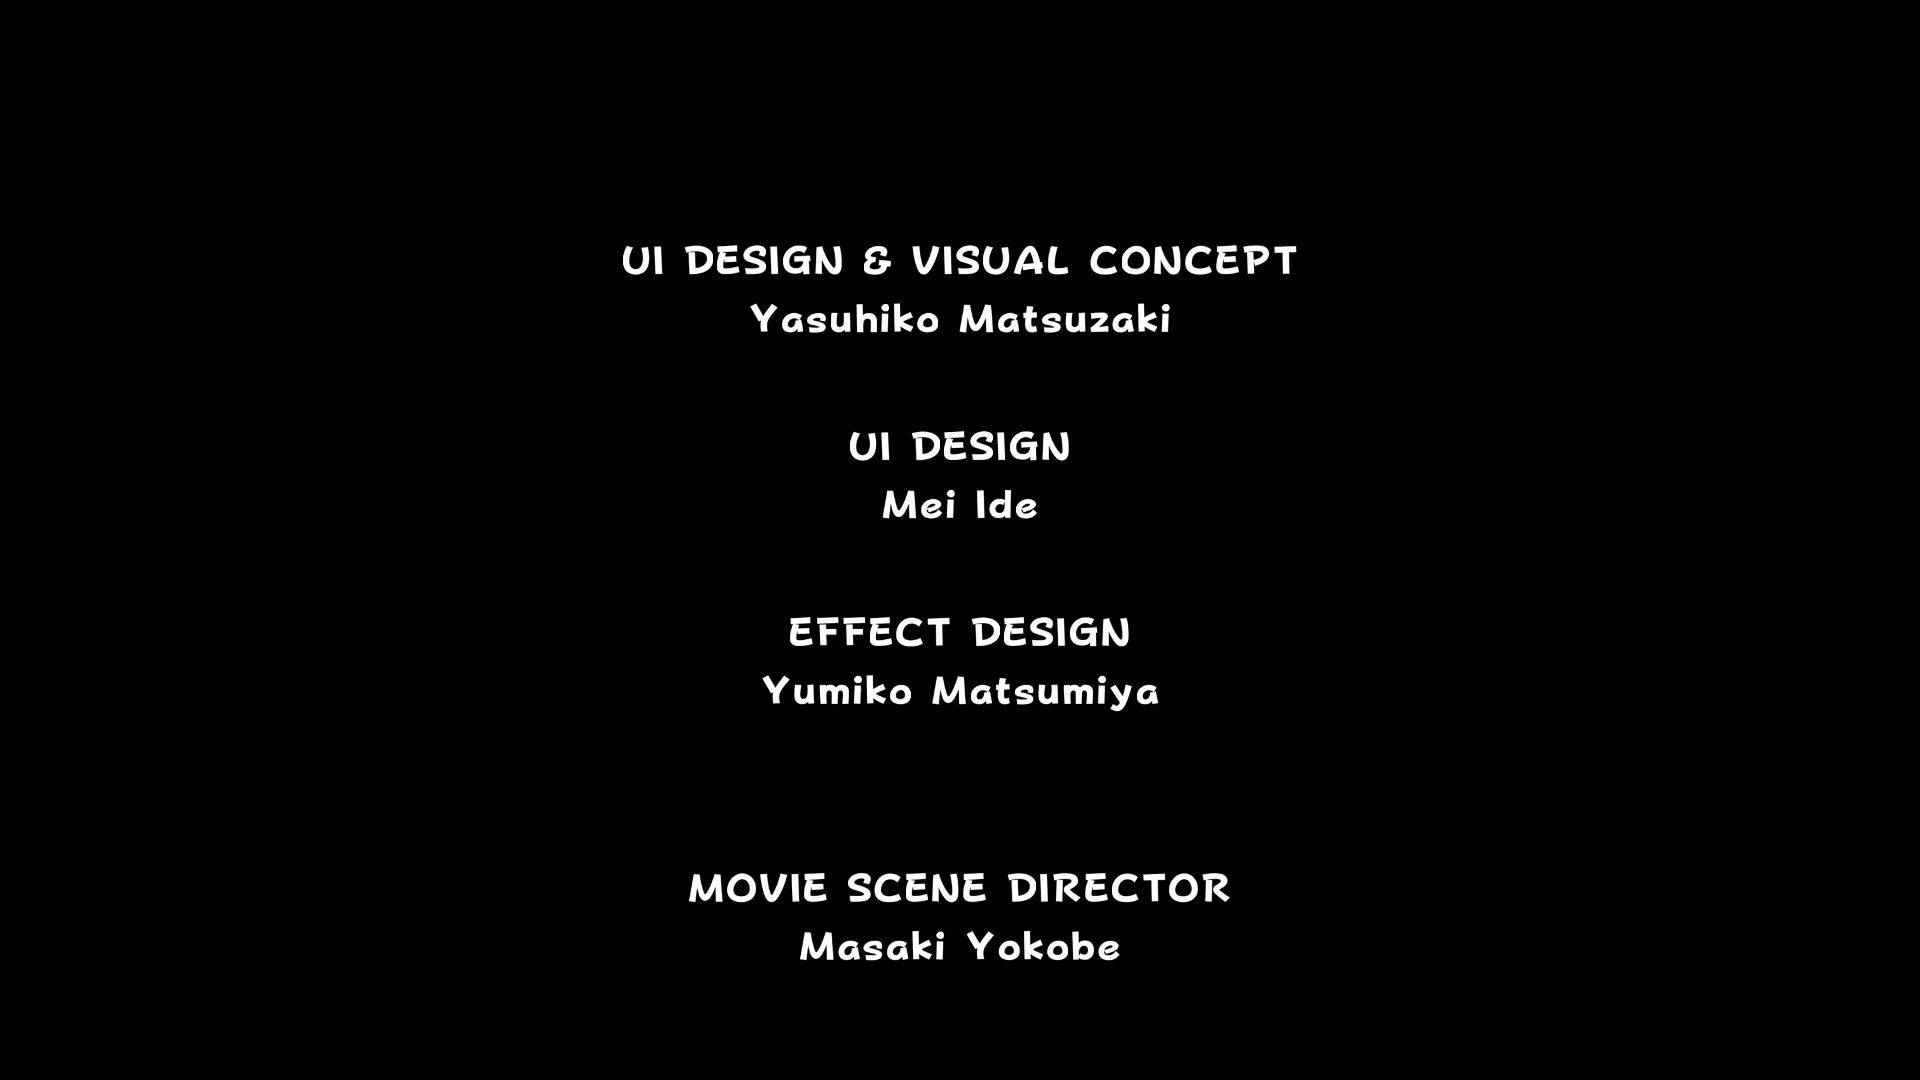 UI DESIGN & VISUAL CONCEPT
Yasuhiko Matsuzaki
UI DESIGN
Mei Ide
EFFECT DESIGN
Yumiko Matsumiya
MOVIE SCENE DIRECTOR
Masaki Yokobe